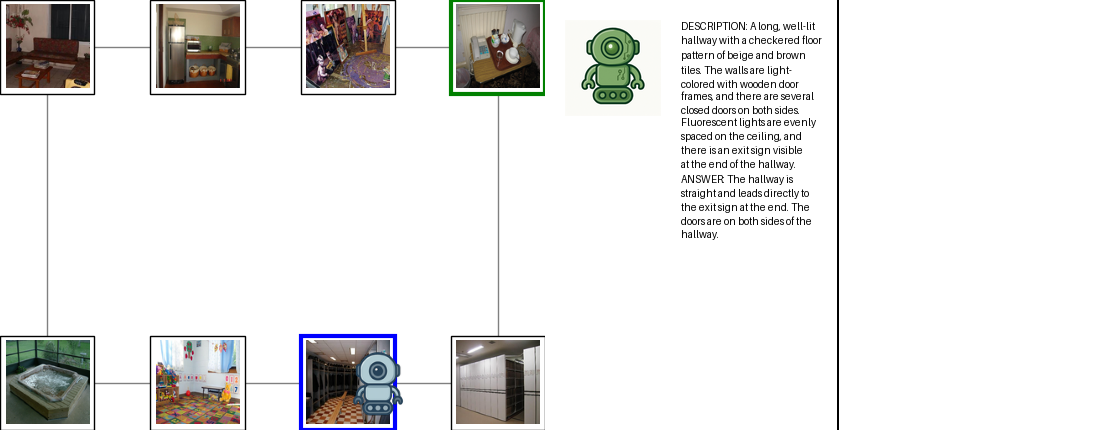 DESCRIPTION: A long, well-lit
hallway with a checkered floor
pattern of beige and brown
tiles. The walls are light-
colored with wooden door
frames, and there are several
closed doors on both sides.
Fluorescent lights are evenly
spaced on the ceiling, and
there is an exit sign visible
at the end of the hallway.
ANSWER: The hallway is
straight and leads directly to
the exit sign at the end. The
doors are on both sides of the
hallway.